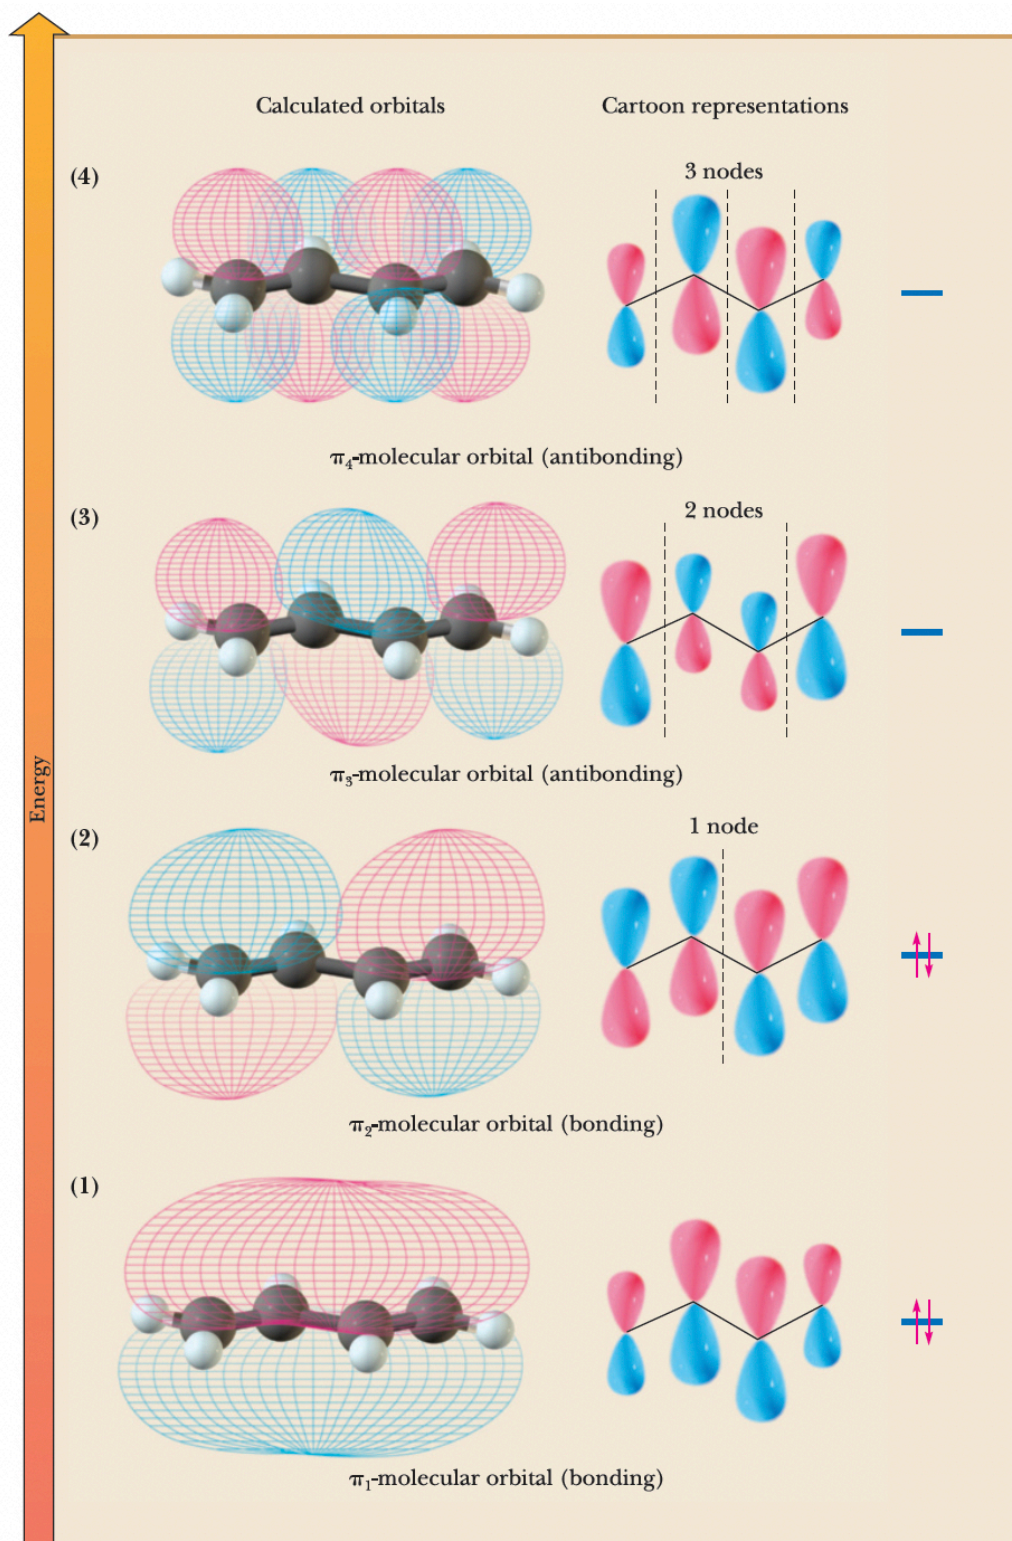 Calculated orbitals
Cartoon representations
(4)
3 nodes
π₄-molecular orbital (antibonding)
(3)
2 nodes
π₃-molecular orbital (antibonding)
Energy
(2)
1 node
π₂-molecular orbital (bonding)
(1)
π₁-molecular orbital (bonding)